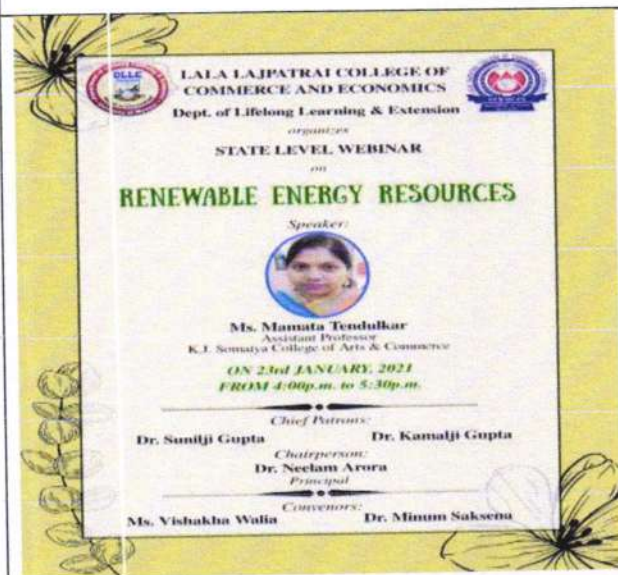 DLLE
LALA LAJPATRAI COLLEGE OF
COMMERCE AND ECONOMICS
Dept. of Lifelong Learning & Extension
organizes
STATE LEVEL WEBINAR
on
RENEWABLE ENERGY RESOURCES
Speaker:
Ms. Mamata Tendulkar
Assistant Professor
K.J. Somaiya College of Arts & Commerce
ON 23rd JANUARY, 2021
FROM 4:00p.m. to 5:30p.m.
Chief Patrons:
Dr. Sunilji Gupta Dr. Kamalji Gupta
Chairperson:
Dr. Neelam Arora
Principal
Convenors:
Ms. Vishakha Walia Dr. Minum Saksena